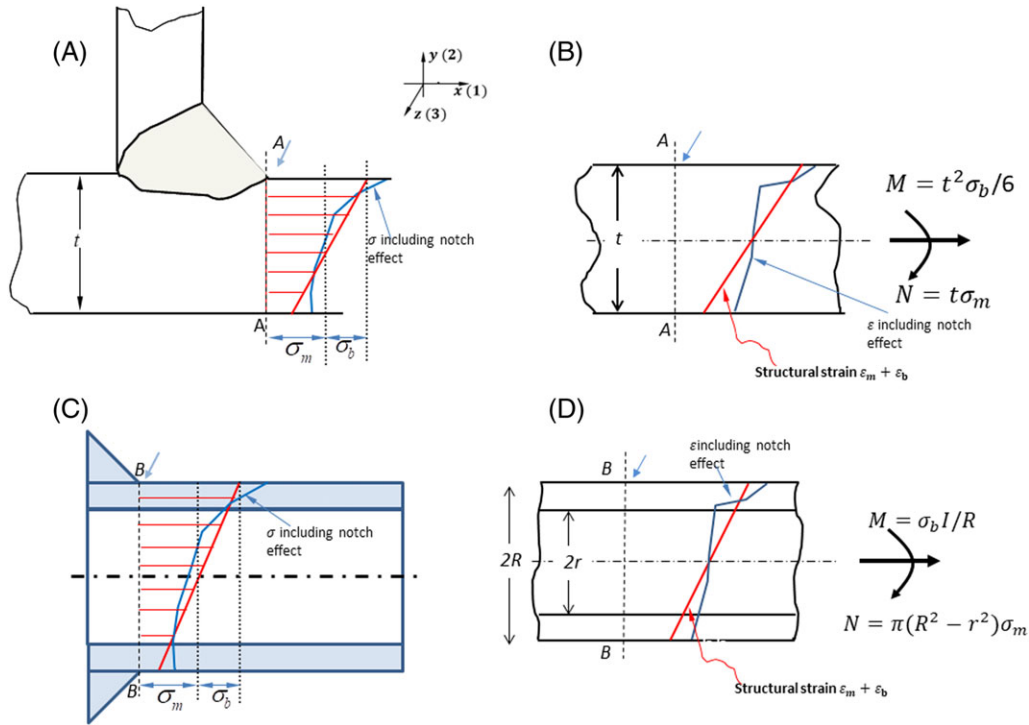 (A)
y (2)
x (1)
z (3)
A
t
σ including notch
effect
A
σm
σb
(B)
A
t
M = t²σb/6
N = tσm
A
ε including notch
effect
Structural strain εm + εb
(C)
B
σ including notch
effect
B
σm
σb
(D)
εincluding notch
effect
B
2R
2r
M = σbI/R
N = π(R² − r²)σm
B
Structural strain εm + εb